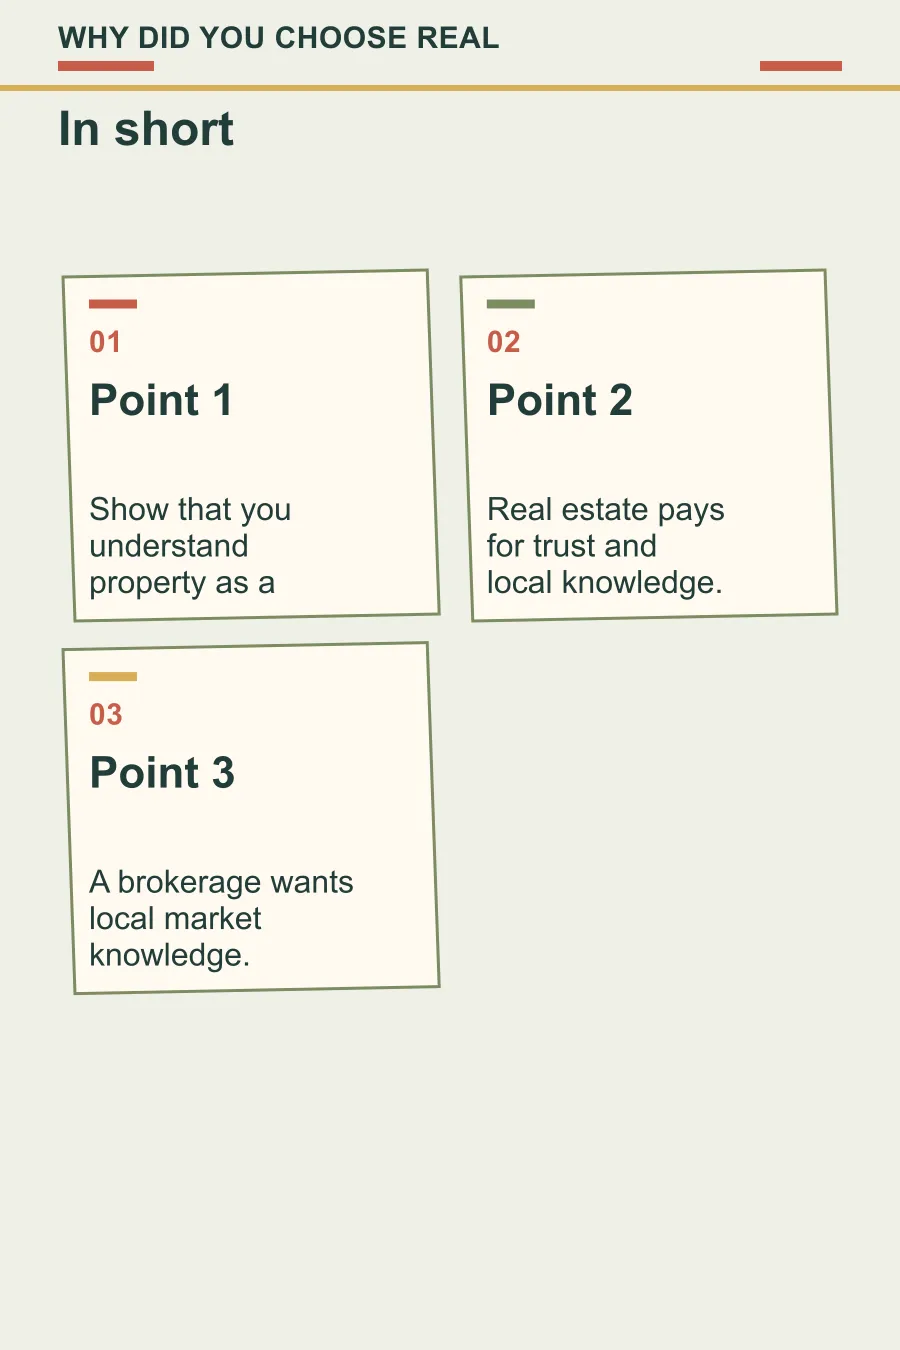 WHY DID YOU CHOOSE REAL
In short
01
Point 1
Show that you
understand
property as a
02
Point 2
Real estate pays
for trust and
local knowledge.
03
Point 3
A brokerage wants
local market
knowledge.